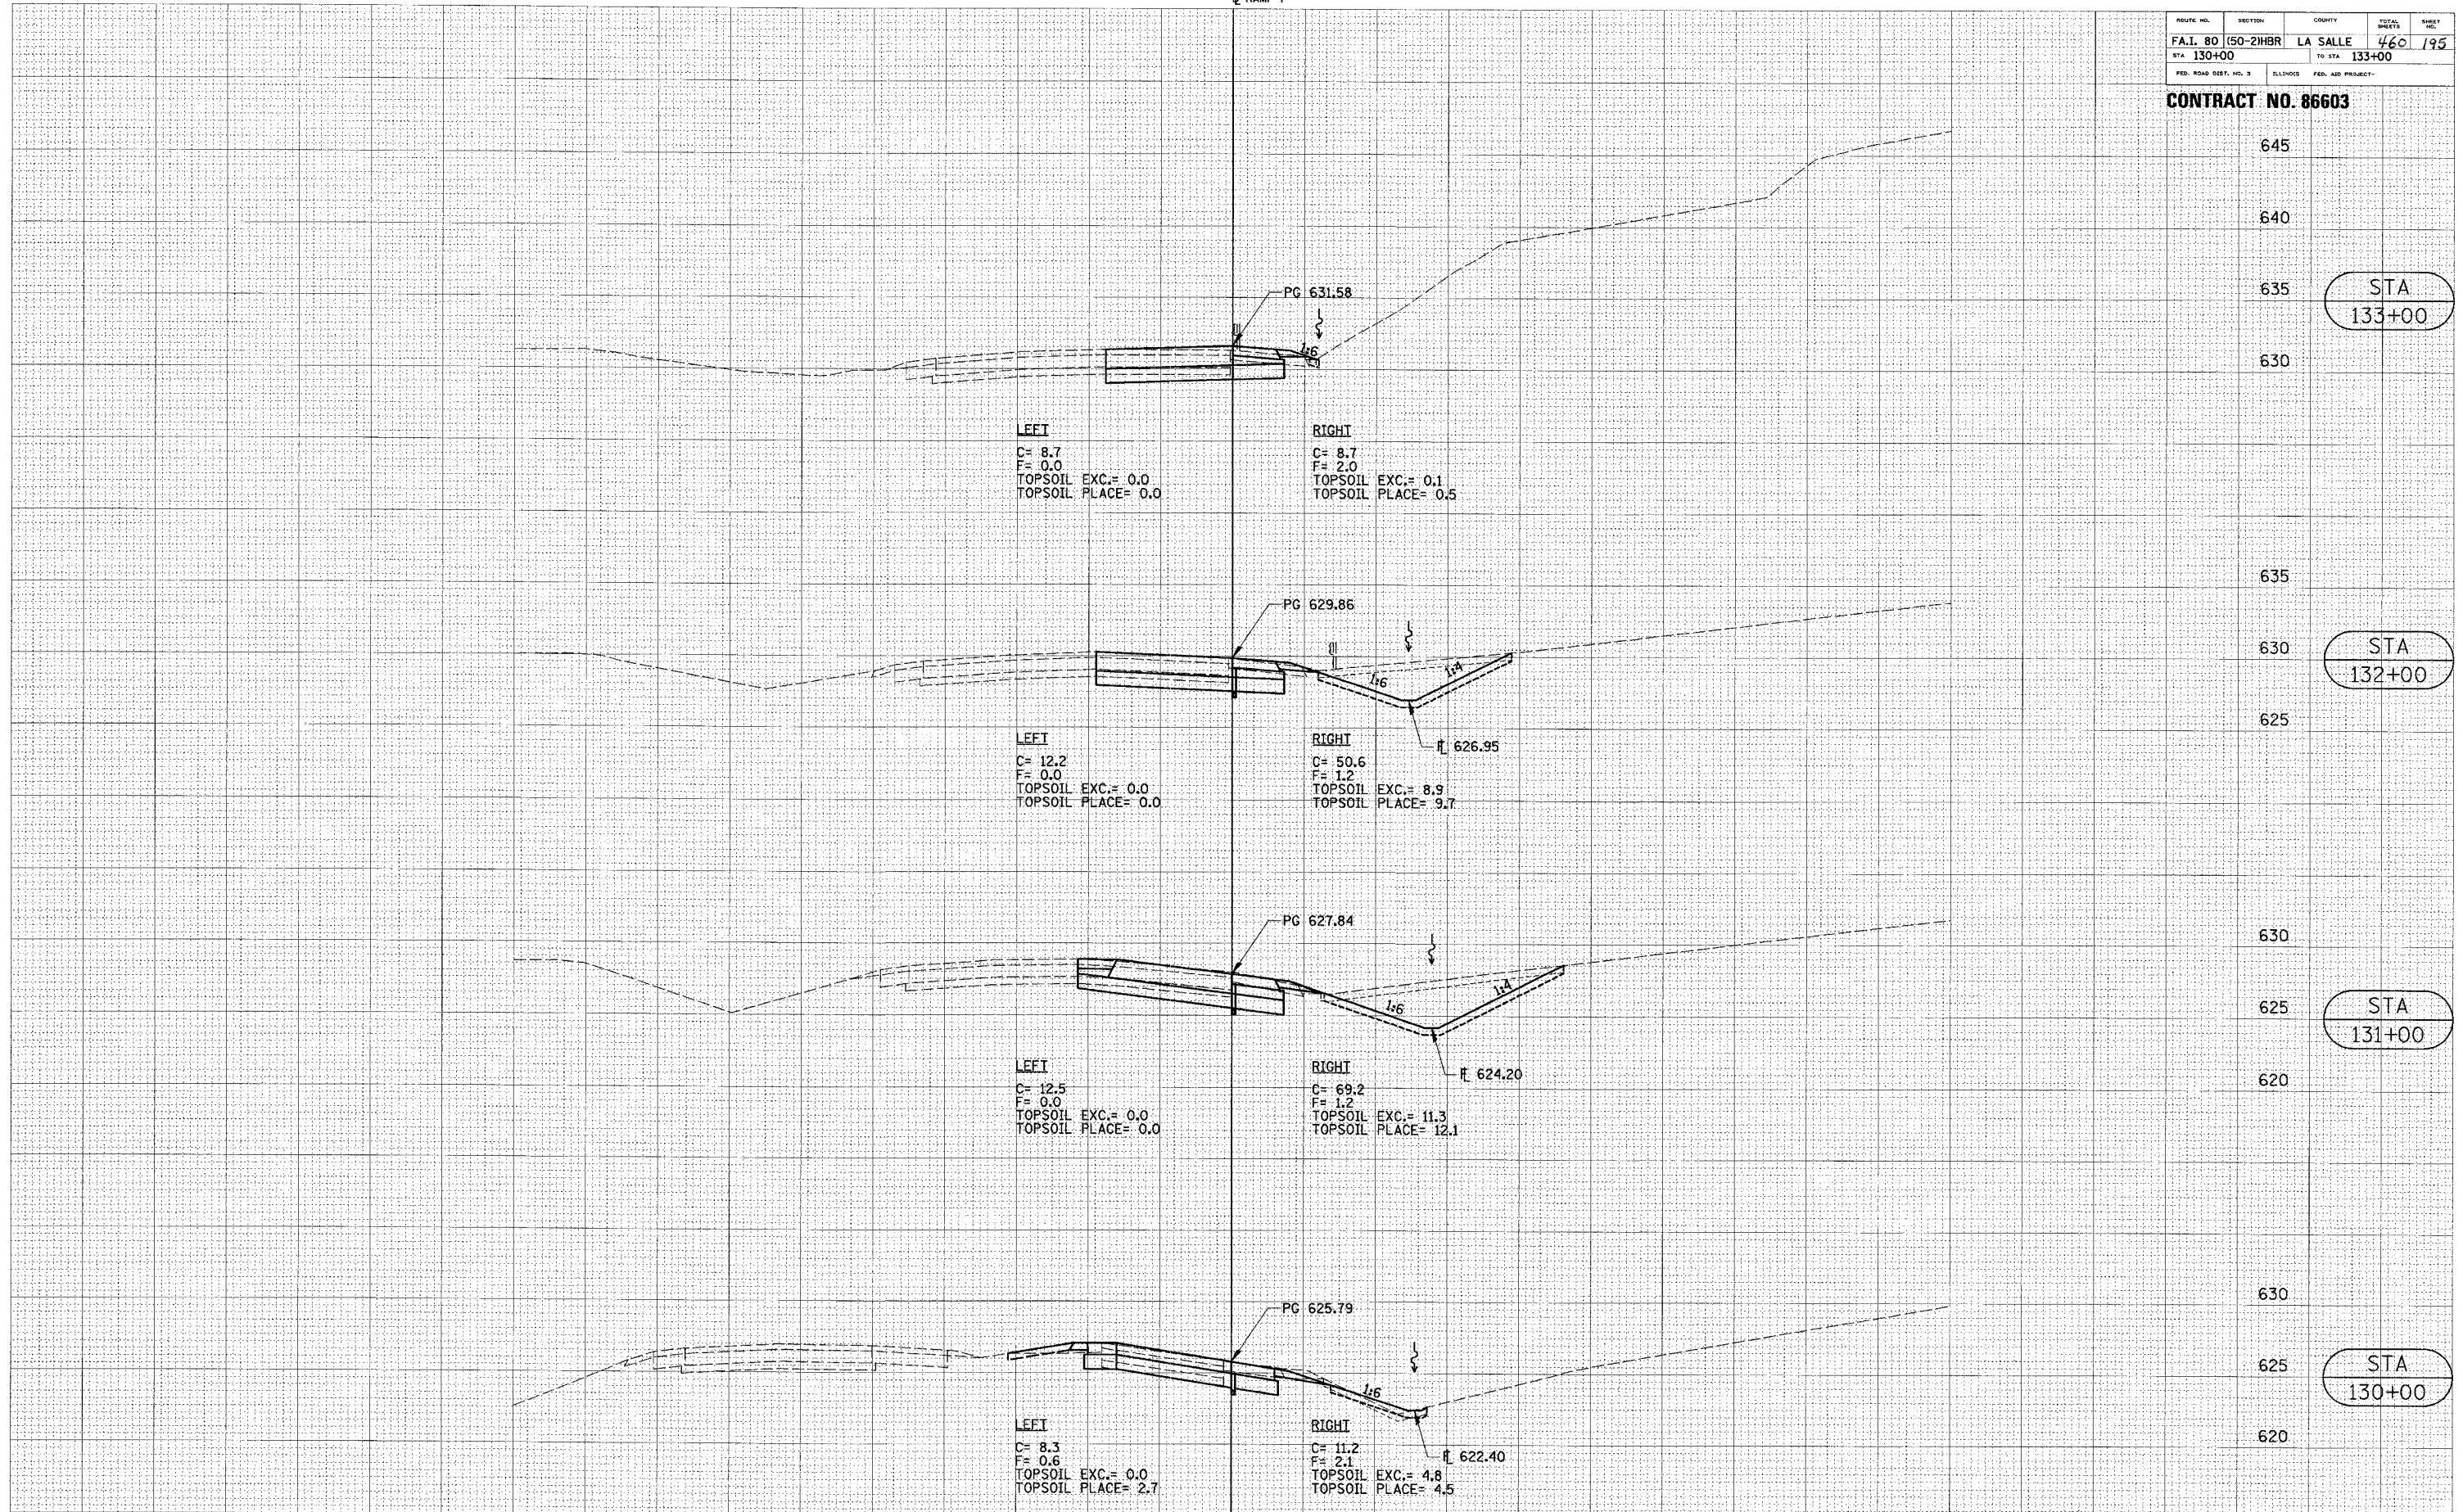 ROUTE NO. SECTION COUNTY TOTAL SHEETS SHEET NO.
FA.I. 80 (50-2)HBR LA SALLE 460 195
STA 130+00 TO STA 133+00
FED. ROAD DIST. NO. 3 ILLINOIS FED. AID PROJECT-
CONTRACT NO. 86603
645
640
635
630
STA
133+00
PG 631.58
1:6
LEFT
C= 8.7
F= 0.0
TOPSOIL EXC.= 0.0
TOPSOIL PLACE= 0.0
RIGHT
C= 8.7
F= 2.0
TOPSOIL EXC.= 0.1
TOPSOIL PLACE= 0.5
635
630
625
STA
132+00
PG 629.86
1:6
1:4
FL 626.95
LEFT
C= 12.2
F= 0.0
TOPSOIL EXC.= 0.0
TOPSOIL PLACE= 0.0
RIGHT
C= 50.6
F= 1.2
TOPSOIL EXC.= 8.9
TOPSOIL PLACE= 9.7
630
625
620
STA
131+00
PG 627.84
1:6
1:4
FL 624.20
LEFT
C= 12.5
F= 0.0
TOPSOIL EXC.= 0.0
TOPSOIL PLACE= 0.0
RIGHT
C= 69.2
F= 1.2
TOPSOIL EXC.= 11.3
TOPSOIL PLACE= 12.1
630
625
620
STA
130+00
PG 625.79
1:6
FL 622.40
LEFT
C= 8.3
F= 0.6
TOPSOIL EXC.= 0.0
TOPSOIL PLACE= 2.7
RIGHT
C= 11.2
F= 2.1
TOPSOIL EXC.= 4.8
TOPSOIL PLACE= 4.5